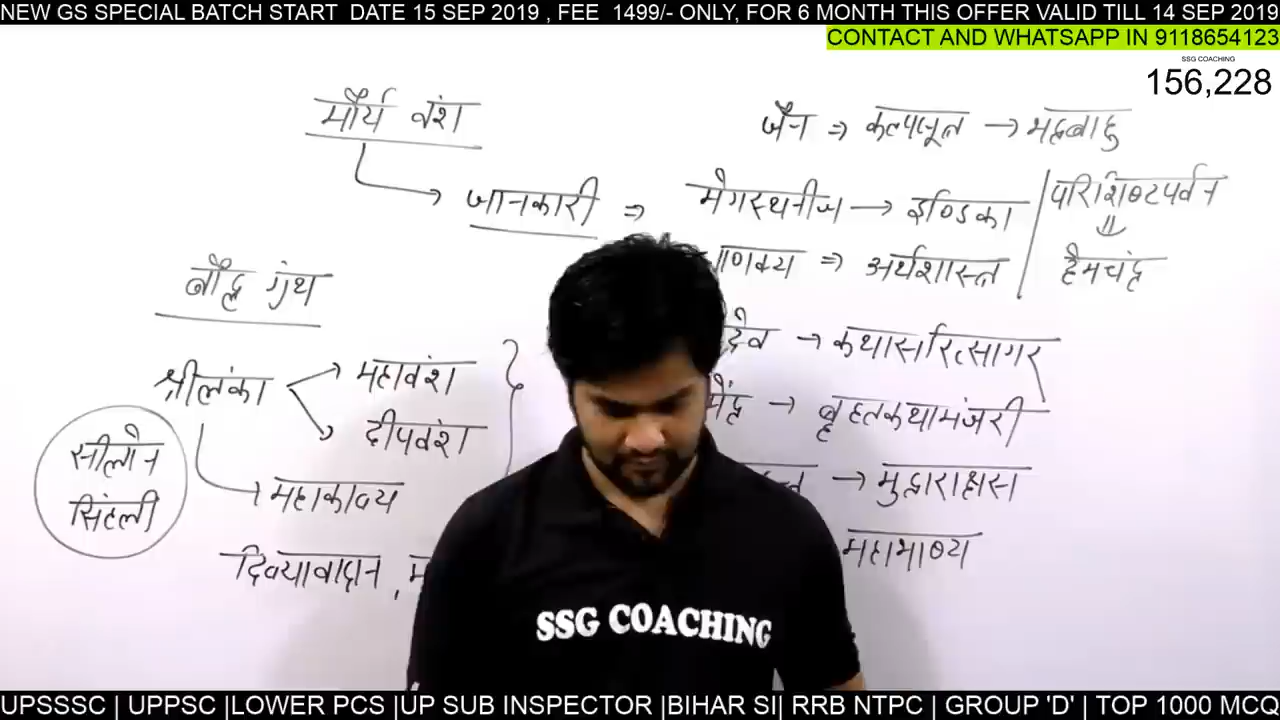 NEW GS SPECIAL BATCH START DATE 15 SEP 2019 , FEE 1499/- ONLY, FOR 6 MONTH THIS OFFER VALID TILL 14 SEP 2019
CONTACT AND WHATSAPP IN 9118654123
SSG COACHING
156,228
मौर्य वंश
जैन ⇒ कल्पसूत्र → भद्रबाहु
जानकारी ⇒ मेगस्थनीज → इण्डिका
परिशिष्टपर्वन
⇓
हेमचंद्र
णक्य ⇒ अर्थशास्त्र
बौद्ध ग्रंथ
देव → कथासरित्सागर
श्रीलंका
महावंश
दीपवंश
मेंद्र → बृहतकथामंजरी
सीलोन
सिंहली
→ महाकाव्य
→ मुद्राराक्षस
दिव्यावादान ,
महाभाष्य
SSG COACHING
UPSSSC | UPPSC |LOWER PCS |UP SUB INSPECTOR |BIHAR SI| RRB NTPC | GROUP 'D' | TOP 1000 MCQ